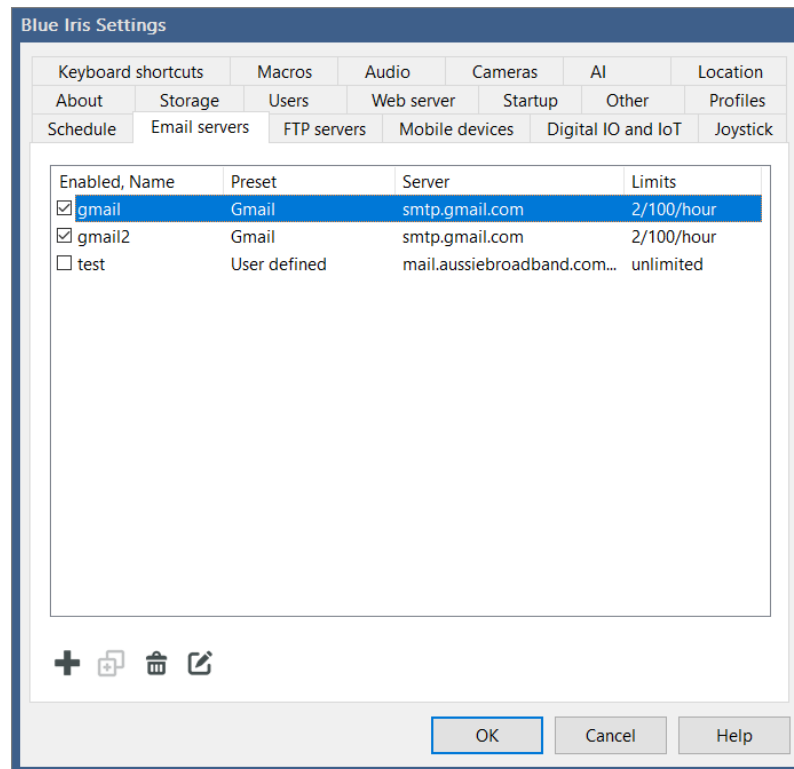 Blue Iris Settings
Keyboard shortcuts Macros Audio Cameras AI Location
About Storage Users Web server Startup Other Profiles
Schedule Email servers FTP servers Mobile devices Digital IO and IoT Joystick
Enabled, Name Preset Server Limits
gmail Gmail smtp.gmail.com 2/100/hour
gmail2 Gmail smtp.gmail.com 2/100/hour
test User defined mail.aussiebroadband.com... unlimited
OK Cancel Help